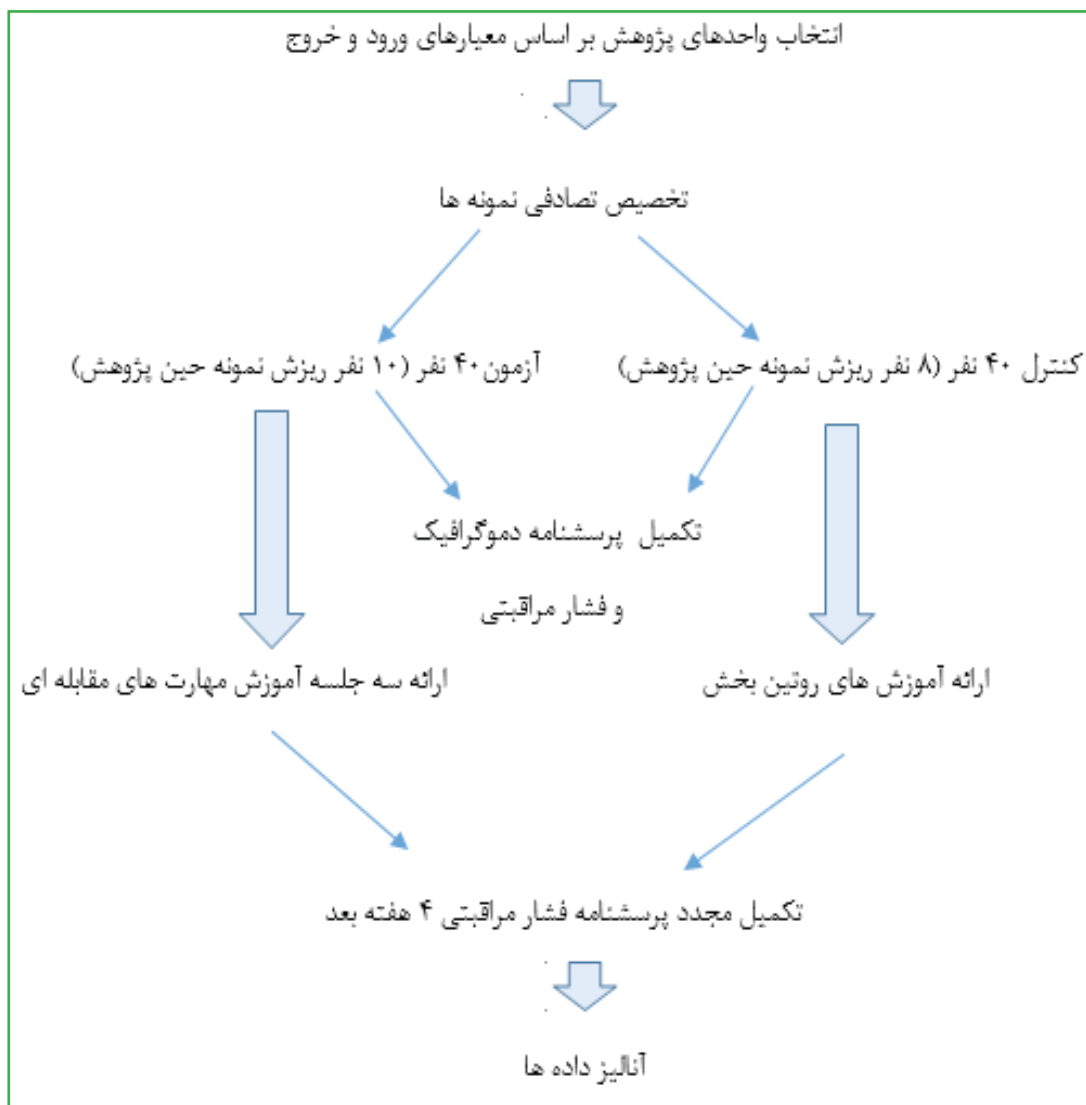 انتخاب واحدهای پژوهش بر اساس معیارهای ورود و خروج
تخصیص تصادفی نمونه ها
کنترل ۴۰ نفر (۸ نفر ریزش نمونه حین پژوهش)
آزمون۴۰ نفر (۱۰ نفر ریزش نمونه حین پژوهش)
تکمیل پرسشنامه دموگرافیک
و فشار مراقبتی
ارائه آموزش های روتین بخش
ارائه سه جلسه آموزش مهارت های مقابله ای
تکمیل مجدد پرسشنامه فشار مراقبتی ۴ هفته بعد
آنالیز داده ها